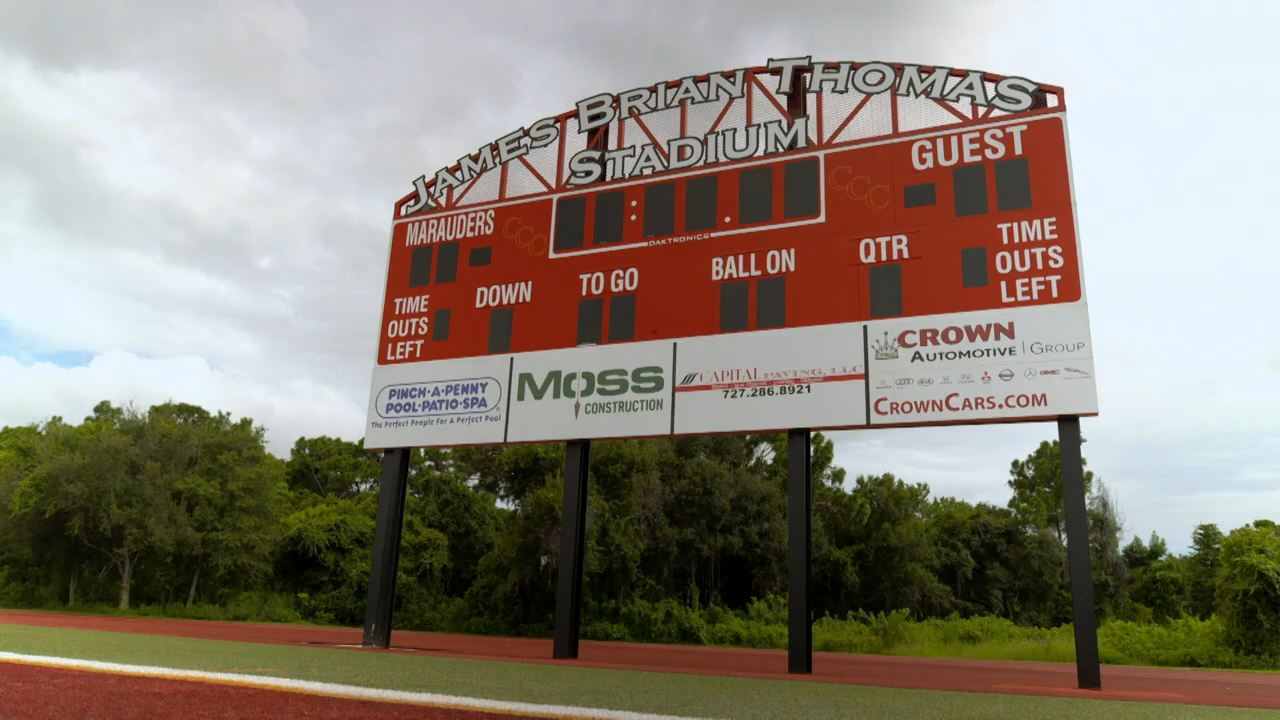 JAMES BRIAN THOMAS
STADIUM
MARAUDERS
GUEST
CCC
CCC
DAKTRONICS
TIME
OUTS
LEFT
DOWN
TO GO
BALL ON
QTR
TIME
OUTS
LEFT
PINCH•A•PENNY
POOL•PATIO•SPA
The Perfect People For A Perfect Pool
MOSS
CONSTRUCTION
CAPITAL PAVING, LLC
727.286.8921
CROWN
AUTOMOTIVE | GROUP
CROWNCARS.COM